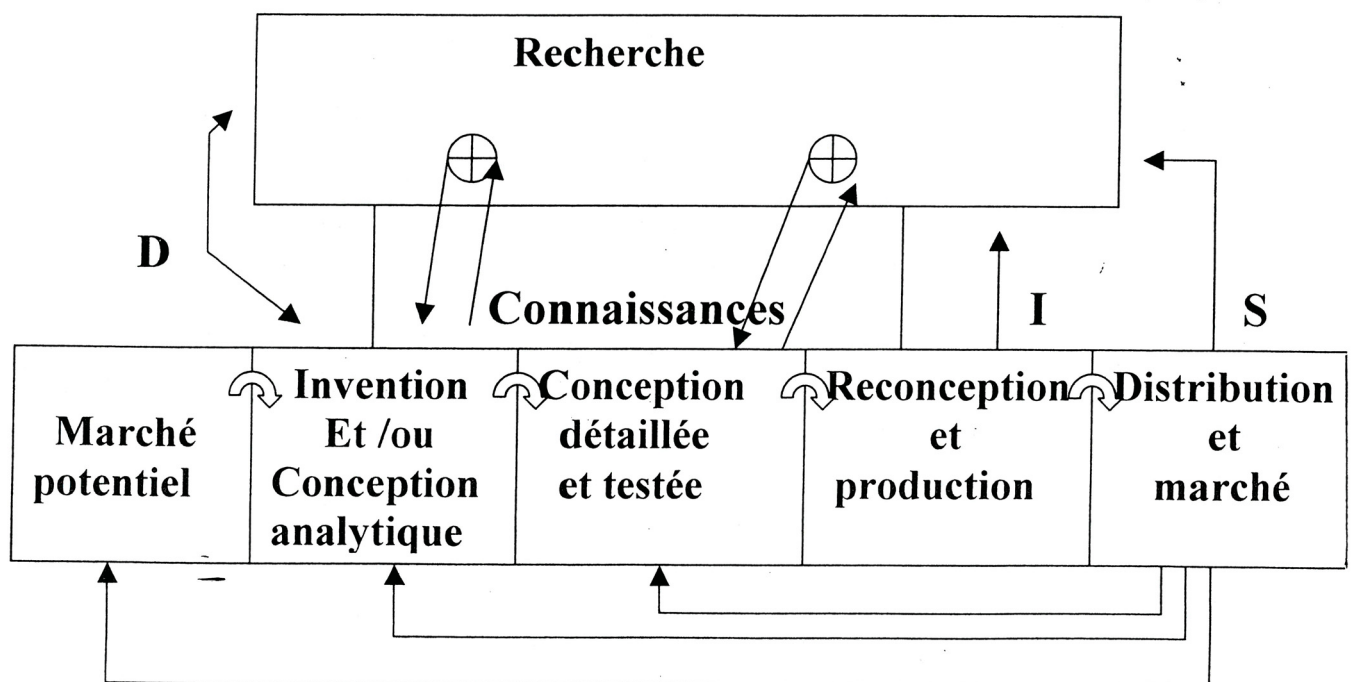 Recherche
D
Connaissances
I
S
Marché
potentiel
Invention
Et /ou
Conception
analytique
Conception
détaillée
et testée
Reconception
et
production
Distribution
et
marché